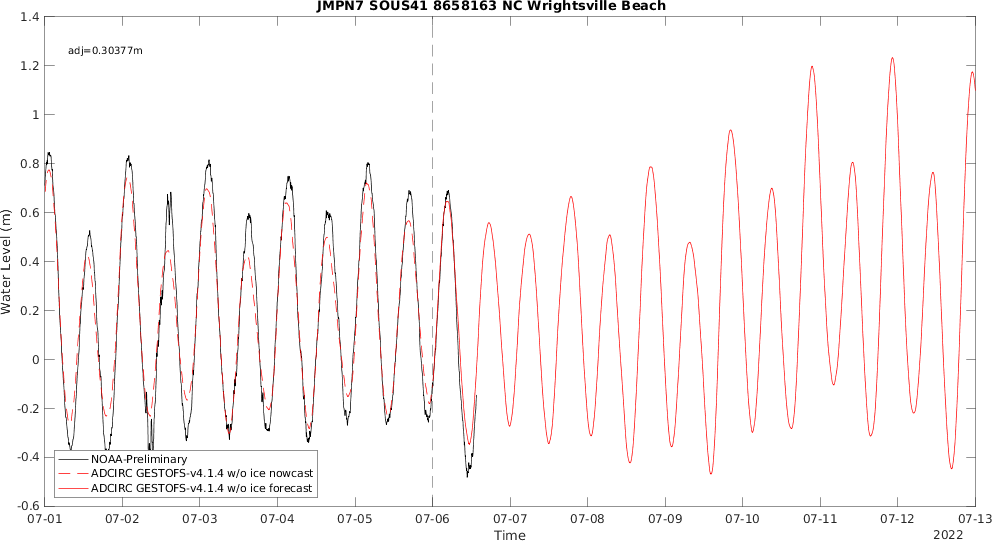 JMPN7 SOUS41 8658163 NC Wrightsville Beach
1.4
adj=0.30377m
1.2
1
0.8
0.6
0.4
0.2
0
-0.2
-0.4
-0.6
Water Level (m)
NOAA-Preliminary
ADCIRC GESTOFS-v4.1.4 w/o ice nowcast
ADCIRC GESTOFS-v4.1.4 w/o ice forecast
07-01 07-02 07-03 07-04 07-05 07-06 07-07 07-08 07-09 07-10 07-11 07-12 07-13
Time
2022